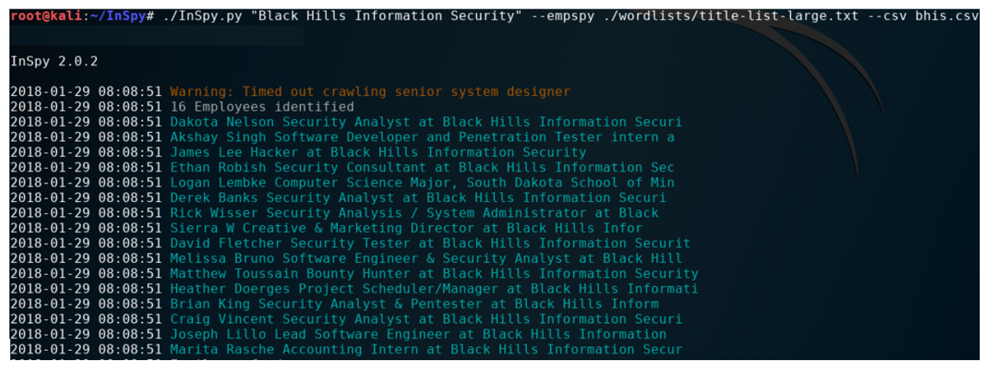 root@kali:~/InSpy# ./InSpy.py "Black Hills Information Security" --empspy ./wordlists/title-list-large.txt --csv bhis.csv
InSpy 2.0.2
2018-01-29 08:08:51 Warning: Timed out crawling senior system designer
2018-01-29 08:08:51 16 Employees identified
2018-01-29 08:08:51 Dakota Nelson Security Analyst at Black Hills Information Securi
2018-01-29 08:08:51 Akshay Singh Software Developer and Penetration Tester intern a
2018-01-29 08:08:51 James Lee Hacker at Black Hills Information Security
2018-01-29 08:08:51 Ethan Robish Security Consultant at Black Hills Information Sec
2018-01-29 08:08:51 Logan Lembke Computer Science Major, South Dakota School of Min
2018-01-29 08:08:51 Derek Banks Security Analyst at Black Hills Information Securi
2018-01-29 08:08:51 Rick Wisser Security Analysis / System Administrator at Black
2018-01-29 08:08:51 Sierra W Creative & Marketing Director at Black Hills Infor
2018-01-29 08:08:51 David Fletcher Security Tester at Black Hills Information Securit
2018-01-29 08:08:51 Melissa Bruno Software Engineer & Security Analyst at Black Hill
2018-01-29 08:08:51 Matthew Toussain Bounty Hunter at Black Hills Information Security
2018-01-29 08:08:51 Heather Doerges Project Scheduler/Manager at Black Hills Informati
2018-01-29 08:08:51 Brian King Security Analyst & Pentester at Black Hills Inform
2018-01-29 08:08:51 Craig Vincent Security Analyst at Black Hills Information Securi
2018-01-29 08:08:51 Joseph Lillo Lead Software Engineer at Black Hills Information
2018-01-29 08:08:51 Marita Rasche Accounting Intern at Black Hills Information Secur